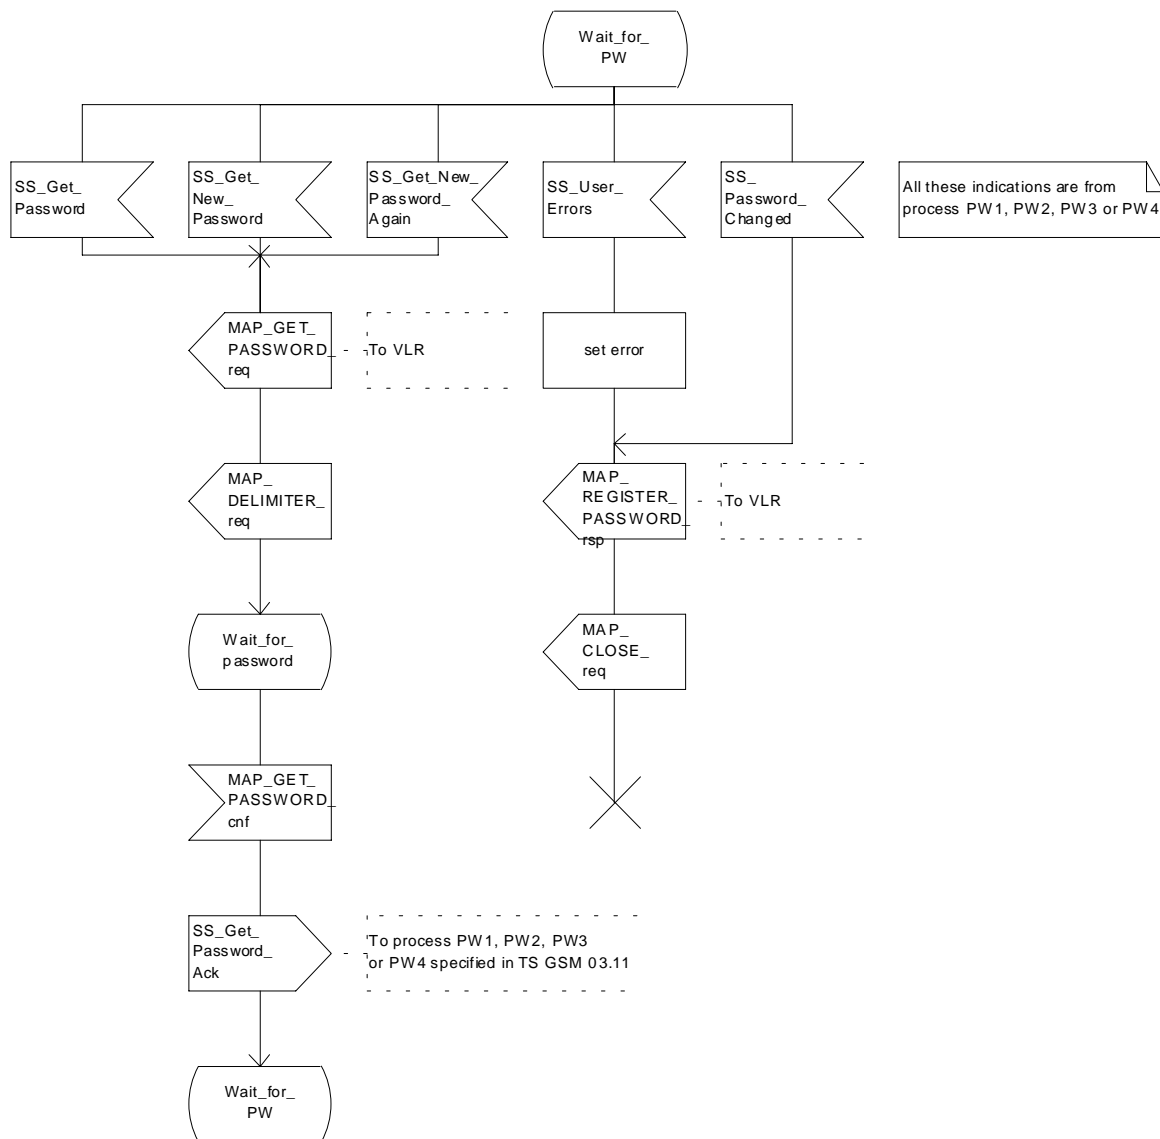 Wait_for_
PW
SS_Get_
Password
SS_Get_
New_
Password
SS_Get_New_
Password_
Again
SS_User_
Errors
SS_
Password_
Changed
All these indications are from
process PW1, PW2, PW3 or PW4
MAP_GET_
PASSWORD_
req
To VLR
set error
MAP_
DELIMITER_
req
MAP_
REGISTER_
PASSWORD_
rsp
To VLR
Wait_for_
password
MAP_
CLOSE_
req
MAP_GET_
PASSWORD_
cnf
SS_Get_
Password_
Ack
To process PW1, PW2, PW3
or PW4 specified in TS GSM 03.11
Wait_for_
PW